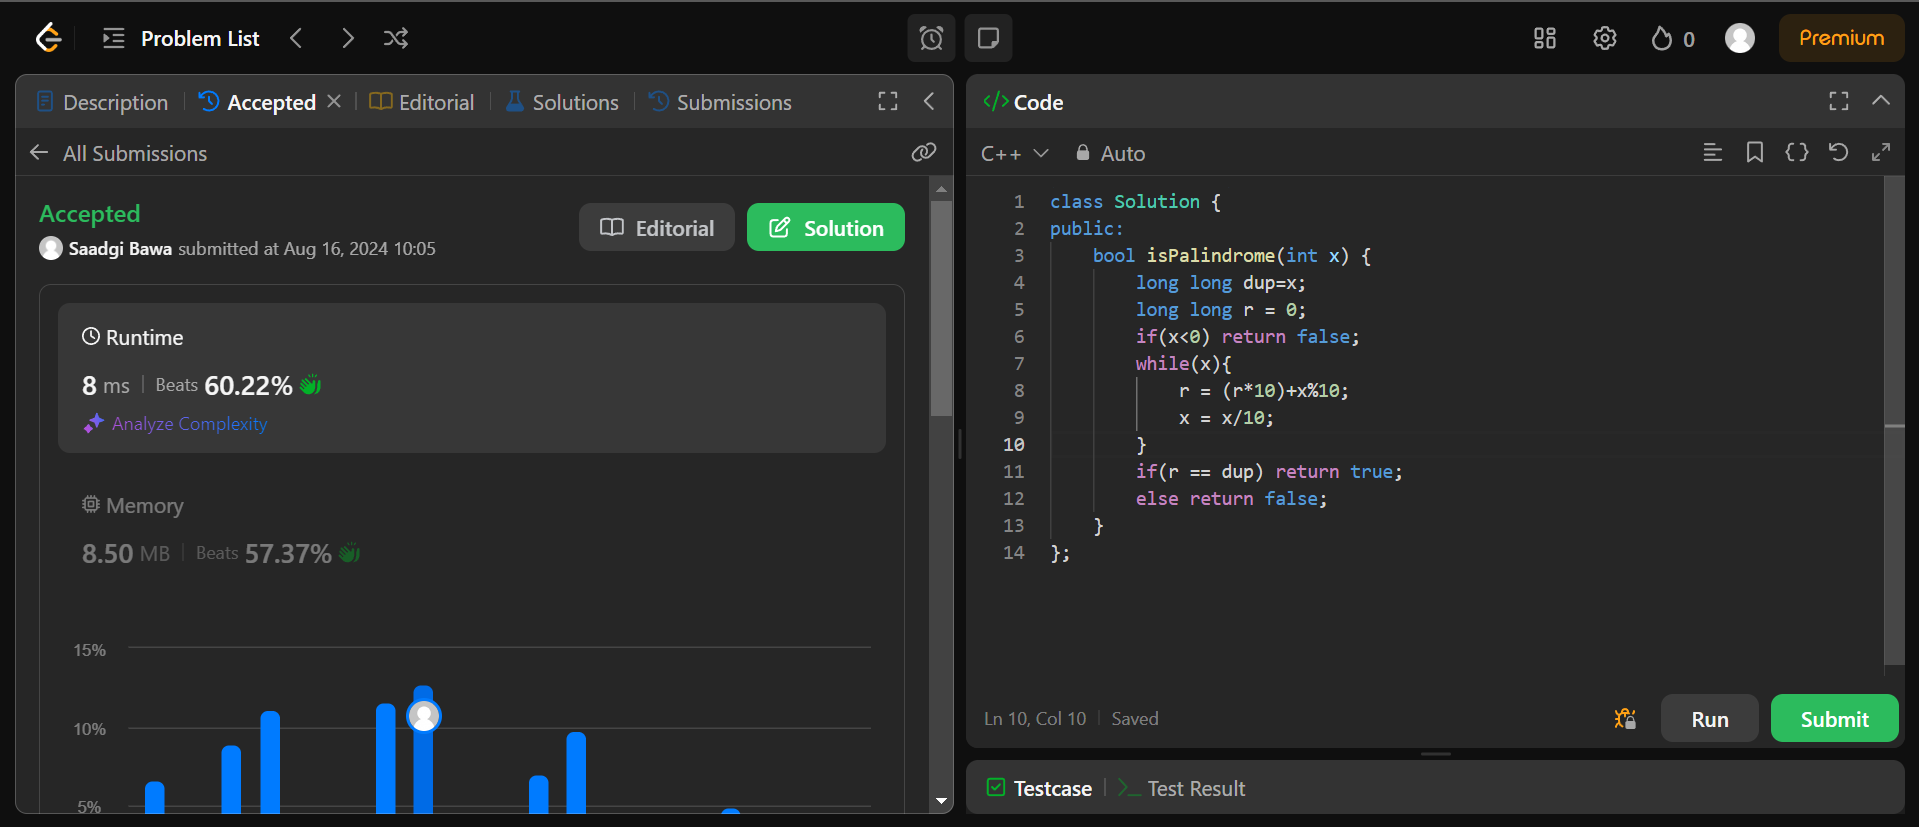 Problem List
0
Premium
Description
Accepted
Editorial
Solutions
Submissions
All Submissions
Accepted
Saadgi Bawa submitted at Aug 16, 2024 10:05
Editorial
Solution
Runtime
8 ms
Beats 60.22%
Analyze Complexity
Memory
8.50 MB
Beats 57.37%
15%
10%
5%
</> Code
C++
Auto
1 class Solution {
2 public:
3 bool isPalindrome(int x) {
4 long long dup=x;
5 long long r = 0;
6 if(x<0) return false;
7 while(x){
8 r = (r*10)+x%10;
9 x = x/10;
10 }
11 if(r == dup) return true;
12 else return false;
13 }
14 };
Ln 10, Col 10
Saved
Run
Submit
Testcase
Test Result